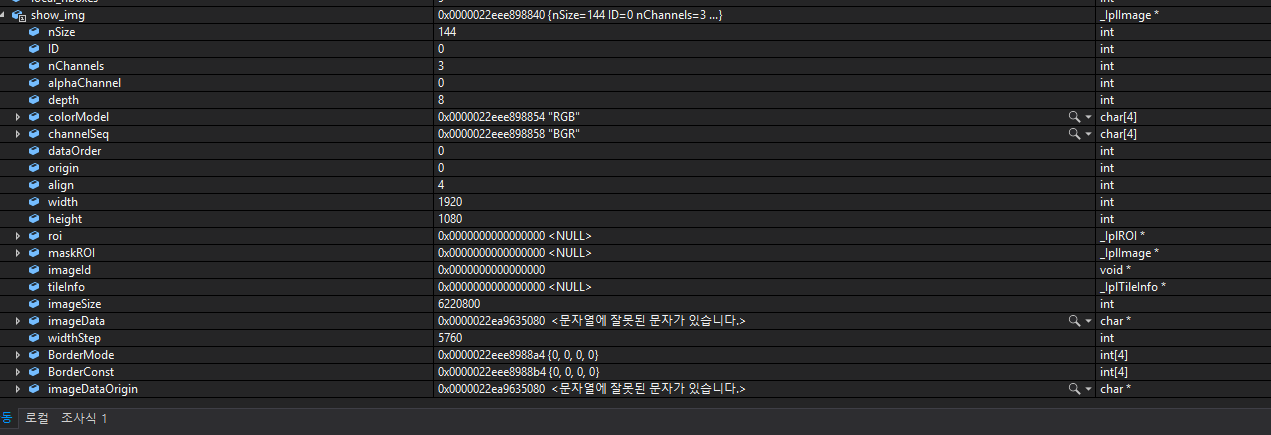 show_img 0x0000022eee898840 {nSize=144 ID=0 nChannels=3 ...} _IplImage *
nSize 144 int
ID 0 int
nChannels 3 int
alphaChannel 0 int
depth 8 int
colorModel 0x0000022eee898854 "RGB" char[4]
channelSeq 0x0000022eee898858 "BGR" char[4]
dataOrder 0 int
origin 0 int
align 4 int
width 1920 int
height 1080 int
roi 0x0000000000000000 <NULL> _IplROI *
maskROI 0x0000000000000000 <NULL> _IplImage *
imageId 0x0000000000000000 void *
tileInfo 0x0000000000000000 <NULL> _IplTileInfo *
imageSize 6220800 int
imageData 0x0000022ea9635080 <문자열에 잘못된 문자가 있습니다.> char *
widthStep 5760 int
BorderMode 0x0000022eee8988a4 {0, 0, 0, 0} int[4]
BorderConst 0x0000022eee8988b4 {0, 0, 0, 0} int[4]
imageDataOrigin 0x0000022ea9635080 <문자열에 잘못된 문자가 있습니다.> char *
동 로컬 조사식 1